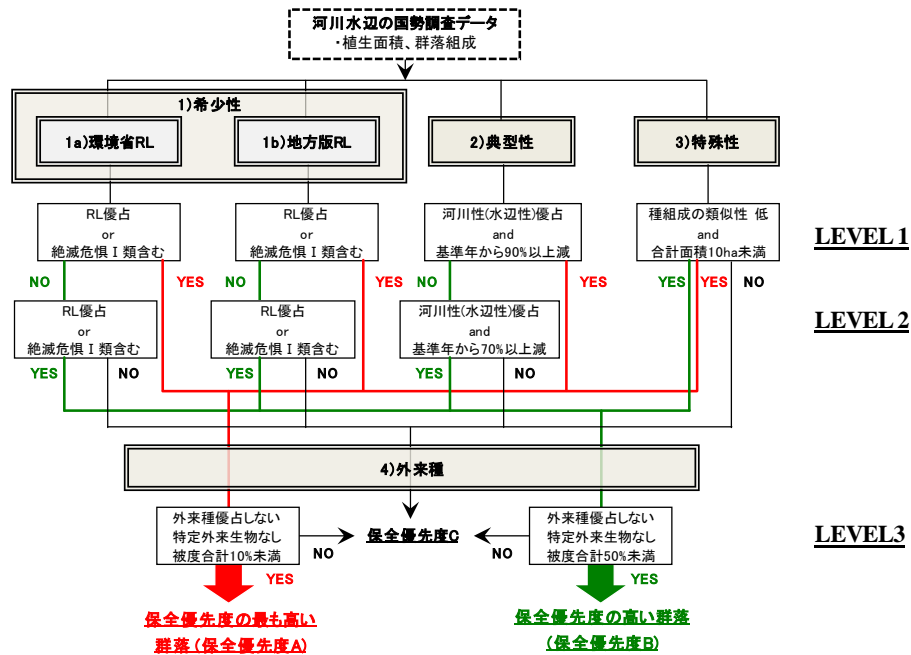 河川水辺の国勢調査データ
・植生面積、群落組成
1)希少性
1a)環境省RL
1b)地方版RL
2)典型性
3)特殊性
RL優占
or
絶滅危惧Ⅰ類含む
RL優占
or
絶滅危惧Ⅰ類含む
河川性(水辺性)優占
and
基準年から90%以上減
種組成の類似性 低
and
合計面積10ha未満
LEVEL 1
NO
YES
NO
YES
NO
YES
YES
YES
NO
RL優占
or
絶滅危惧Ⅰ類含む
RL優占
or
絶滅危惧Ⅰ類含む
河川性(水辺性)優占
and
基準年から70%以上減
LEVEL 2
YES
NO
YES
NO
YES
NO
4)外来種
外来種優占しない
特定外来生物なし
被度合計10%未満
NO
保全優先度C
NO
外来種優占しない
特定外来生物なし
被度合計50%未満
LEVEL3
YES
YES
保全優先度の最も高い
群落(保全優先度A)
保全優先度の高い群落
(保全優先度B)